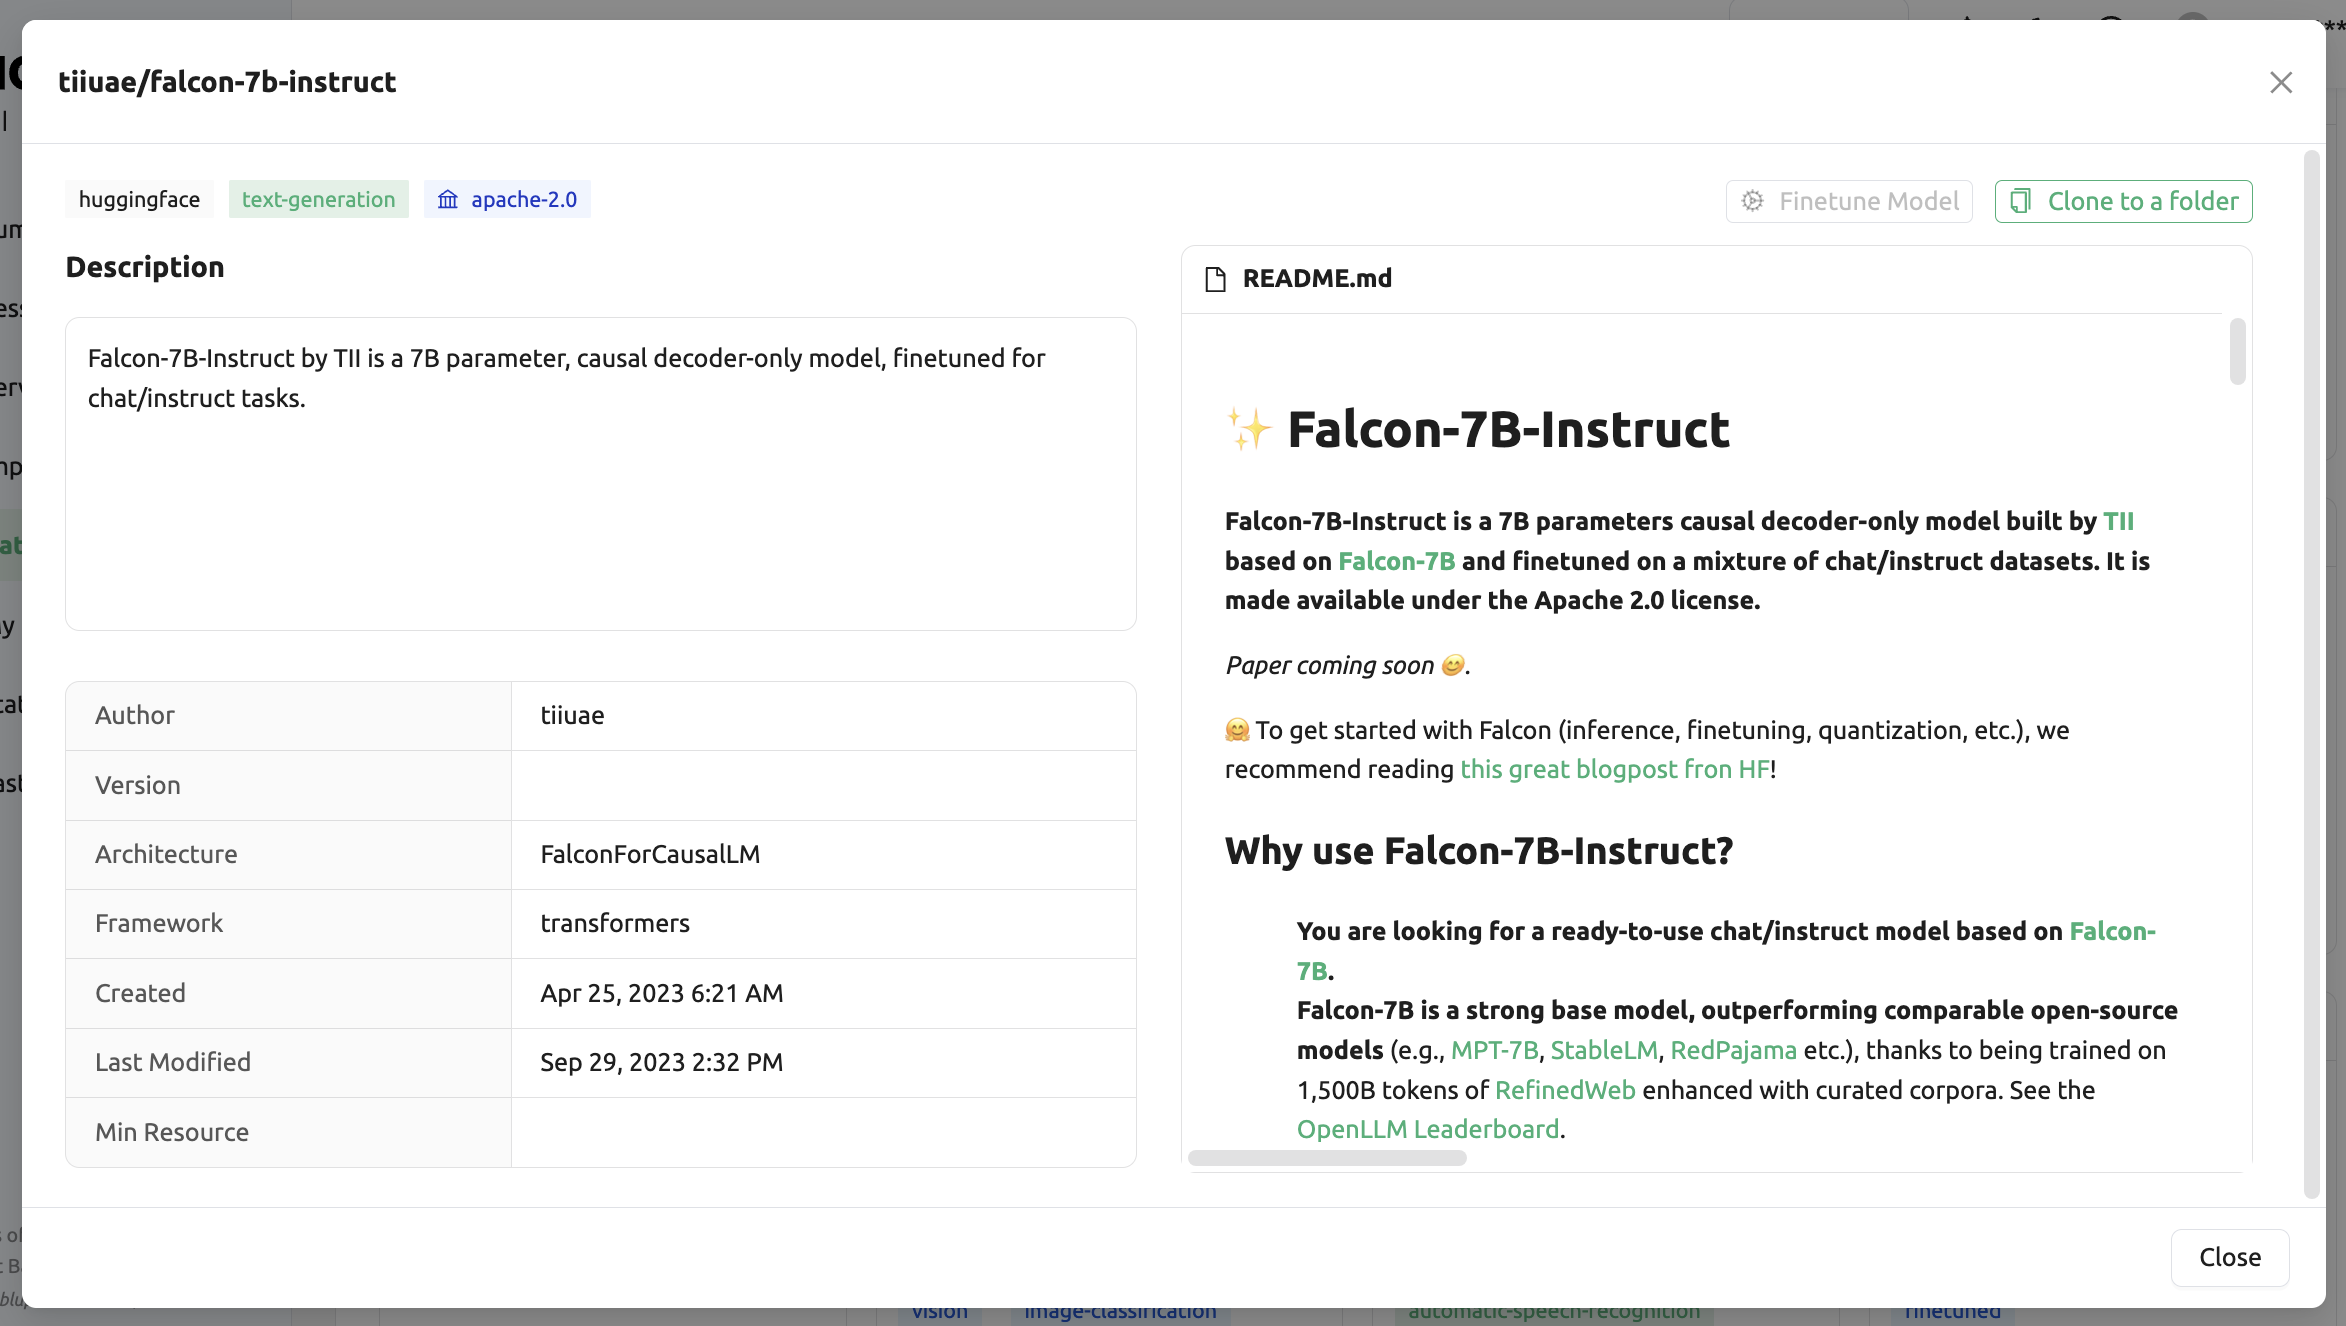 tiiuae/falcon-7b-instruct
huggingface
text-generation
apache-2.0
Finetune Model
Clone to a folder
Description
Falcon-7B-Instruct by TII is a 7B parameter, causal decoder-only model, finetuned for
chat/instruct tasks.
Author tiiuae
Version
Architecture FalconForCausalLM
Framework transformers
Created Apr 25, 2023 6:21 AM
Last Modified Sep 29, 2023 2:32 PM
Min Resource
README.md
✨ Falcon-7B-Instruct
Falcon-7B-Instruct is a 7B parameters causal decoder-only model built by TII
based on Falcon-7B and finetuned on a mixture of chat/instruct datasets. It is
made available under the Apache 2.0 license.
Paper coming soon 😊.
🤗 To get started with Falcon (inference, finetuning, quantization, etc.), we
recommend reading this great blogpost fron HF!
Why use Falcon-7B-Instruct?
You are looking for a ready-to-use chat/instruct model based on Falcon-
7B.
Falcon-7B is a strong base model, outperforming comparable open-source
models (e.g., MPT-7B, StableLM, RedPajama etc.), thanks to being trained on
1,500B tokens of RefinedWeb enhanced with curated corpora. See the
OpenLLM Leaderboard.
Close
vision
image-classification
automatic-speech-recognition
finetuned